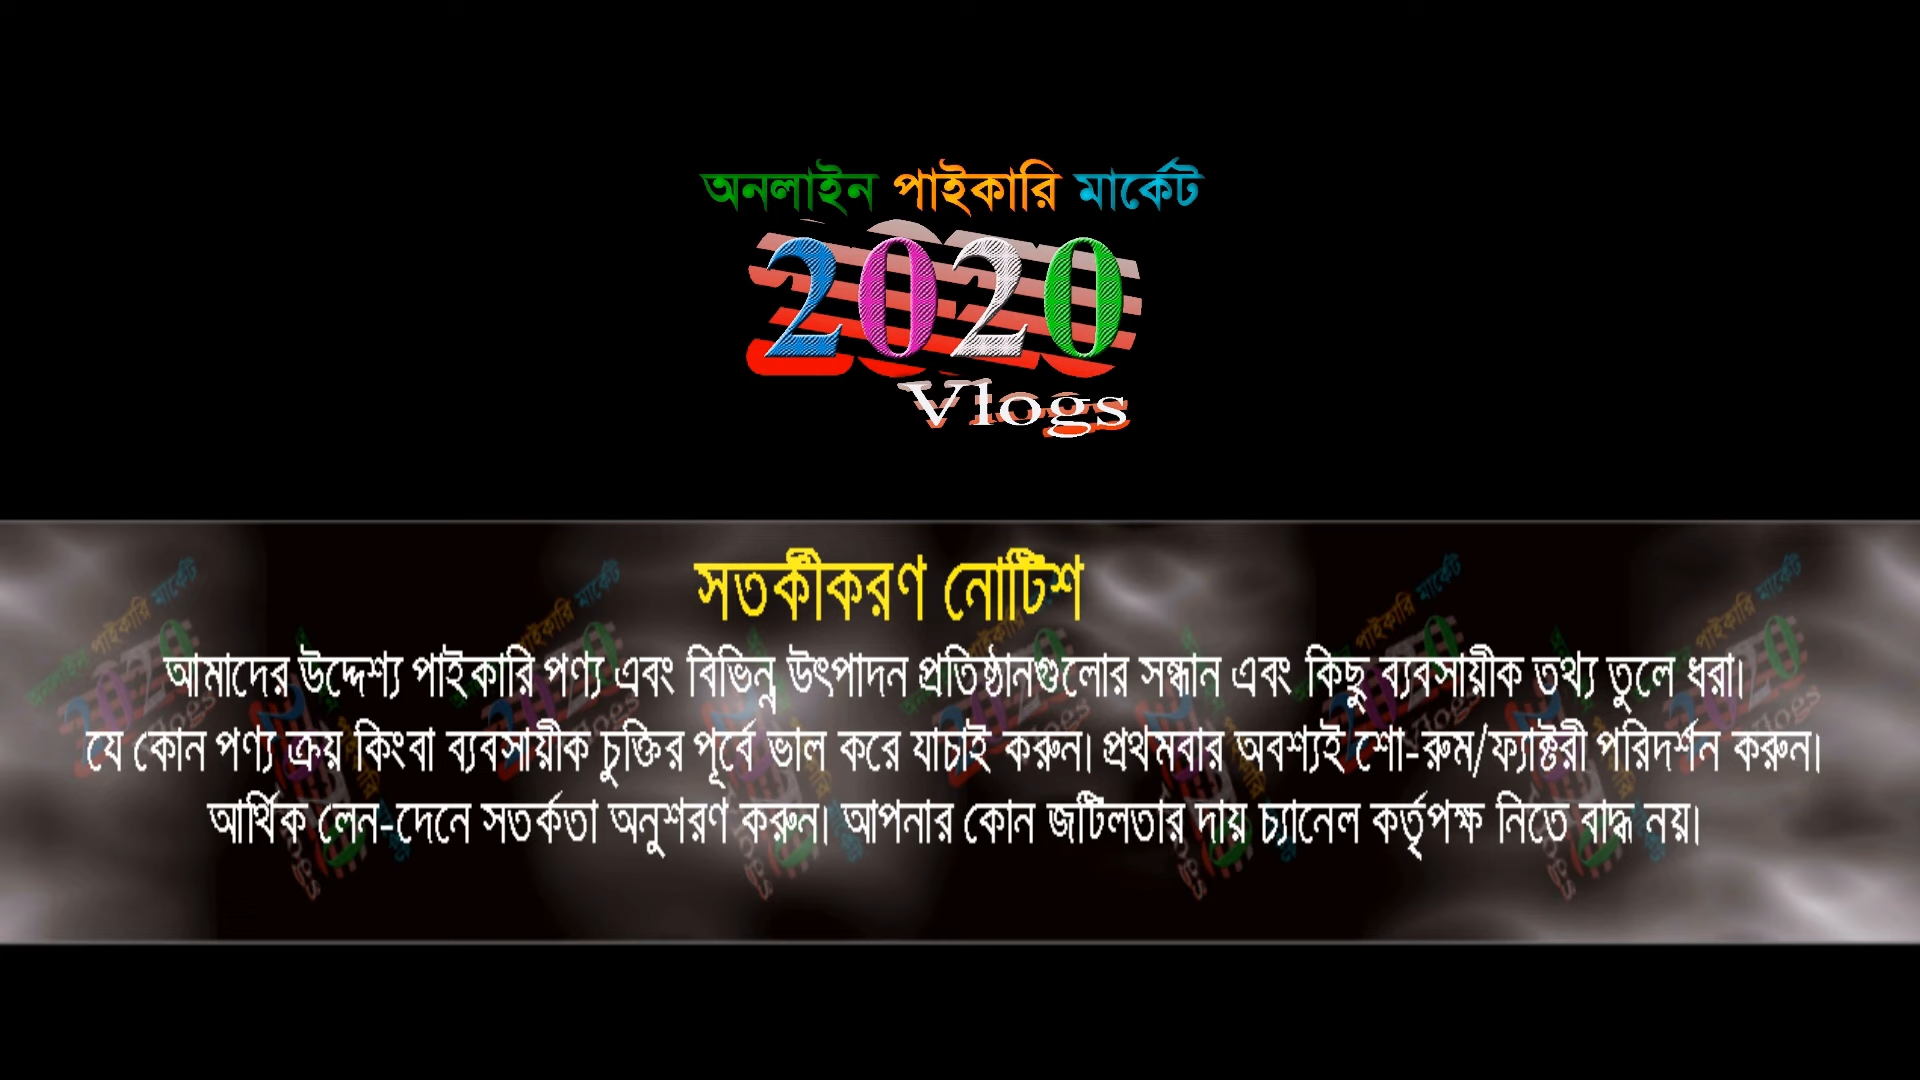 অনলাইন পাইকারি মার্কেট
2020
Vlogs
সতর্কীকরণ নোটিশ
আমাদের উদ্দেশ্য পাইকারি পণ্য এবং বিভিন্ন উৎপাদন প্রতিষ্ঠানগুলোর সন্ধান এবং কিছু ব্যবসায়ীক তথ্য তুলে ধরা।
যে কোন পণ্য ক্রয় কিংবা ব্যবসায়ীক চুক্তির পূর্বে ভাল করে যাচাই করুন। প্রথমবার অবশ্যই শো-রুম/ফ্যাক্টরী পরিদর্শন করুন।
আর্থিক লেন-দেনে সতর্কতা অনুশরণ করুন। আপনার কোন জটিলতার দায় চ্যানেল কর্তৃপক্ষ নিতে বাদ্ধ নয়।